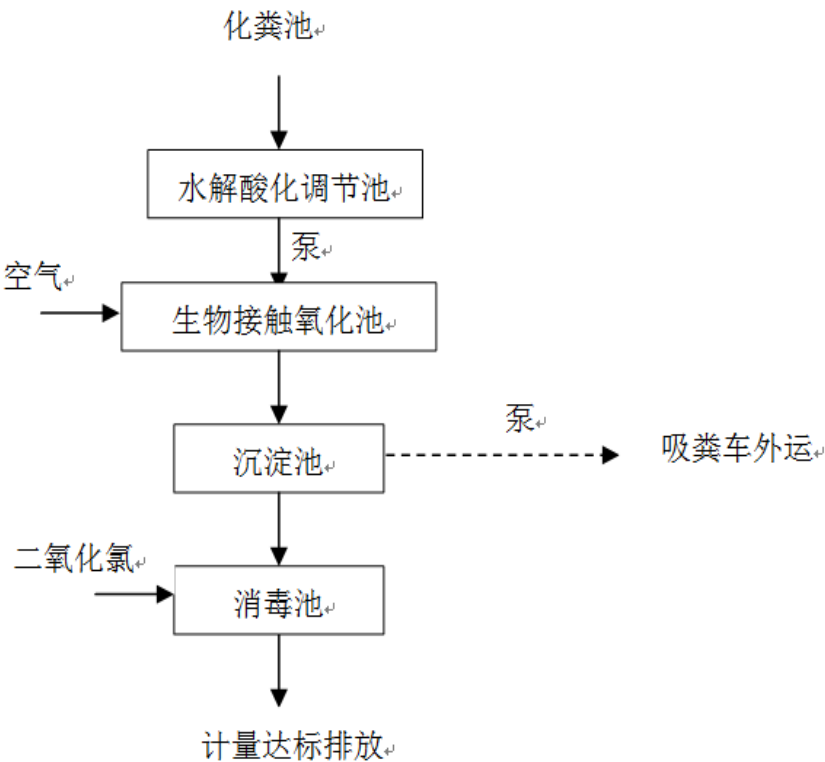 化粪池
水解酸化调节池
泵
空气
生物接触氧化池
泵
沉淀池
吸粪车外运
二氧化氯
消毒池
计量达标排放